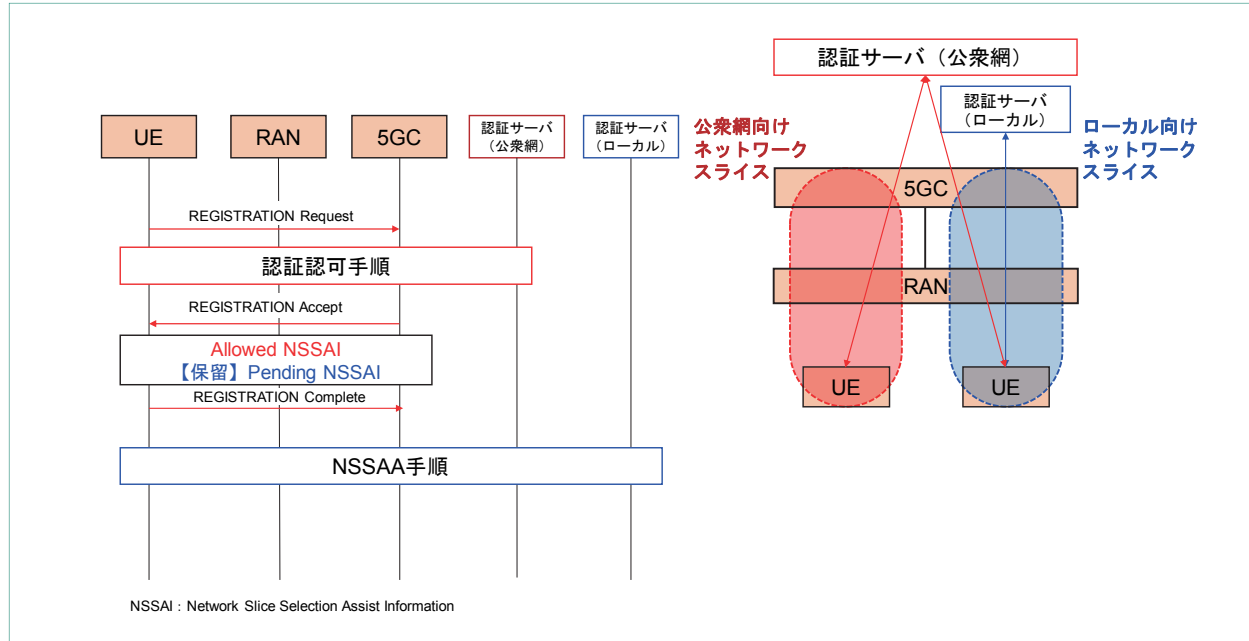 UE
RAN
5GC
認証サーバ
（公衆網）
認証サーバ
（ローカル）
REGISTRATION Request
認証認可手順
REGISTRATION Accept
Allowed NSSAI
【保留】Pending NSSAI
REGISTRATION Complete
NSSAA手順
NSSAI：Network Slice Selection Assist Information
認証サーバ（公衆網）
認証サーバ
（ローカル）
公衆網向け
ネットワーク
スライス
ローカル向け
ネットワーク
スライス
5GC
RAN
UE
UE